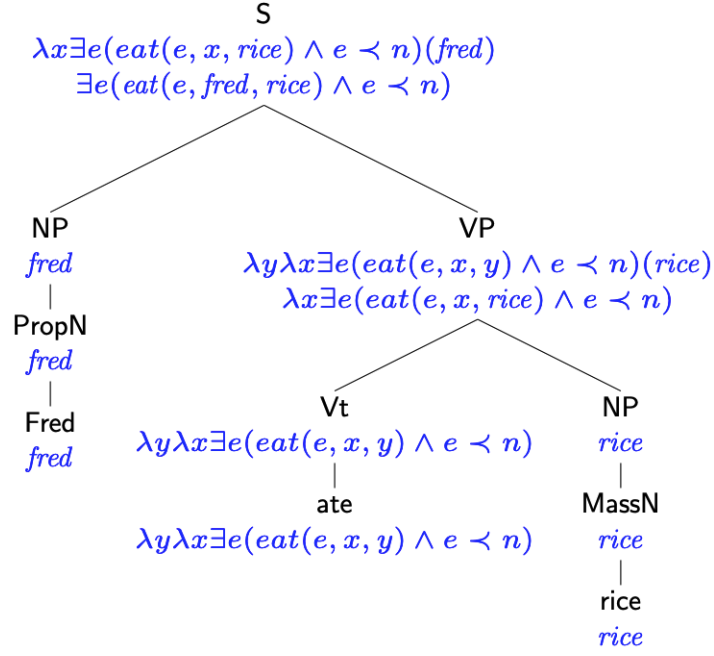 S
λx∃e(eat(e, x, rice) ∧ e ≺ n)(fred)
∃e(eat(e, fred, rice) ∧ e ≺ n)
NP VP
fred λyλx∃e(eat(e, x, y) ∧ e ≺ n)(rice)
λx∃e(eat(e, x, rice) ∧ e ≺ n)
PropN
fred
Vt NP
Fred
λyλx∃e(eat(e, x, y) ∧ e ≺ n) rice
fred
ate MassN
λyλx∃e(eat(e, x, y) ∧ e ≺ n) rice
rice
rice